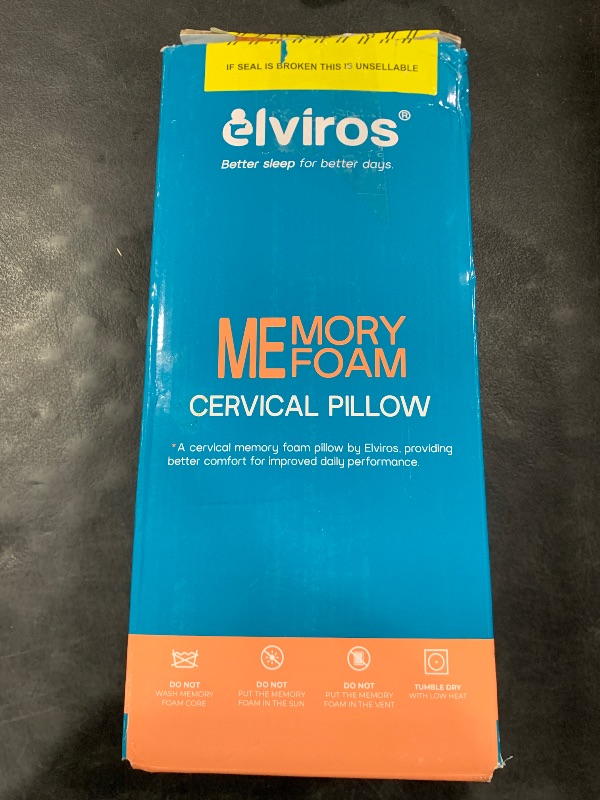 IF SEAL IS BROKEN THIS IS UNSELLABLE
elviros®
Better sleep for better days.
MEMORY
FOAM
CERVICAL PILLOW
*A cervical memory foam pillow by Elviros, providing
better comfort for improved daily performance.
DO NOT
WASH MEMORY
FOAM CORE
DO NOT
PUT THE MEMORY
FOAM IN THE SUN
DO NOT
PUT THE MEMORY
FOAM IN THE VENT
TUMBLE DRY
WITH LOW HEAT